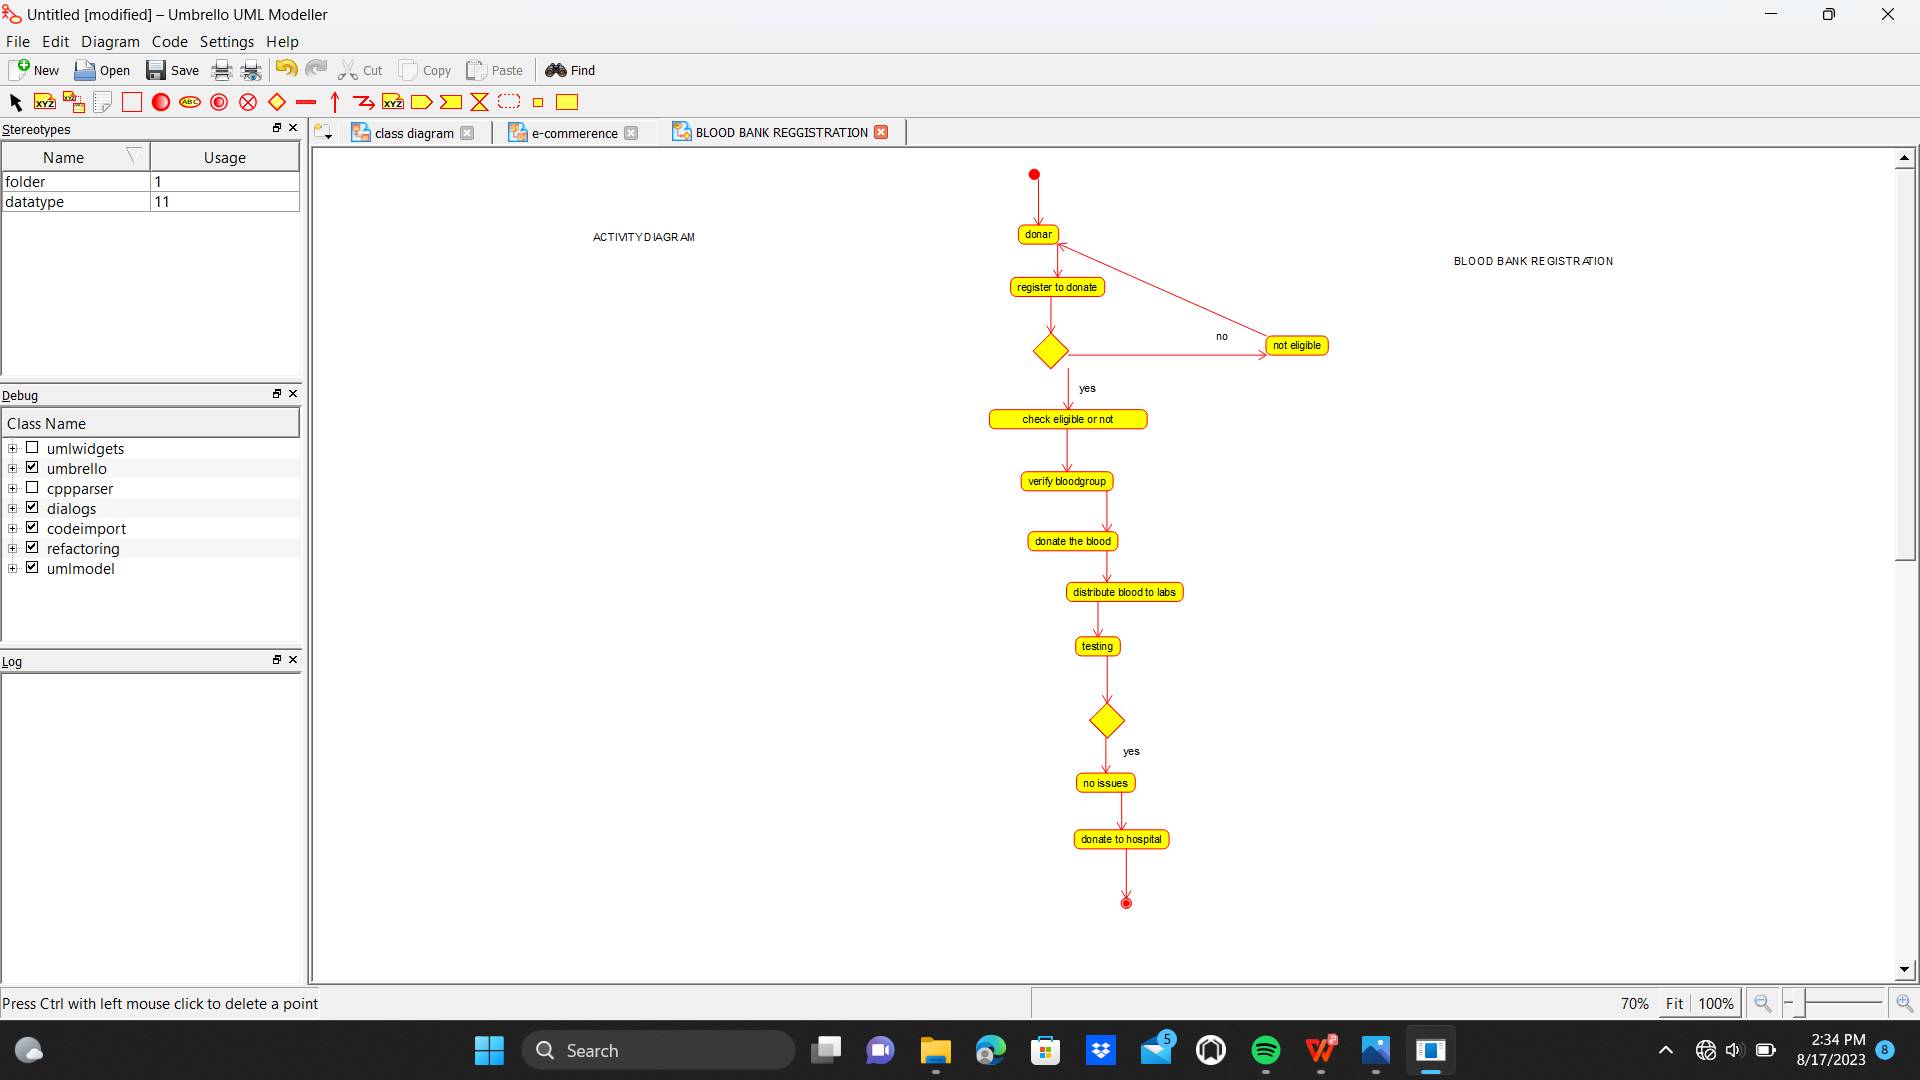 Untitled [modified] – Umbrello UML Modeller
File Edit Diagram Code Settings Help
New Open Save Cut Copy Paste Find
XYZ XYZ ABC XYZ
Stereotypes
class diagram e-commerence BLOOD BANK REGGISTRATION
Name Usage
folder 1
datatype 11
Debug
Class Name
umlwidgets
umbrello
cppparser
dialogs
codeimport
refactoring
umlmodel
Log
ACTIVITYDIAGRAM
BLOOD BANK REGISTRATION
donar
register to donate
no
not eligible
yes
check eligible or not
verify bloodgroup
donate the blood
distribute blood to labs
testing
yes
no issues
donate to hospital
Press Ctrl with left mouse click to delete a point
70% Fit 100%
Search
5
2:34 PM
8/17/2023
8